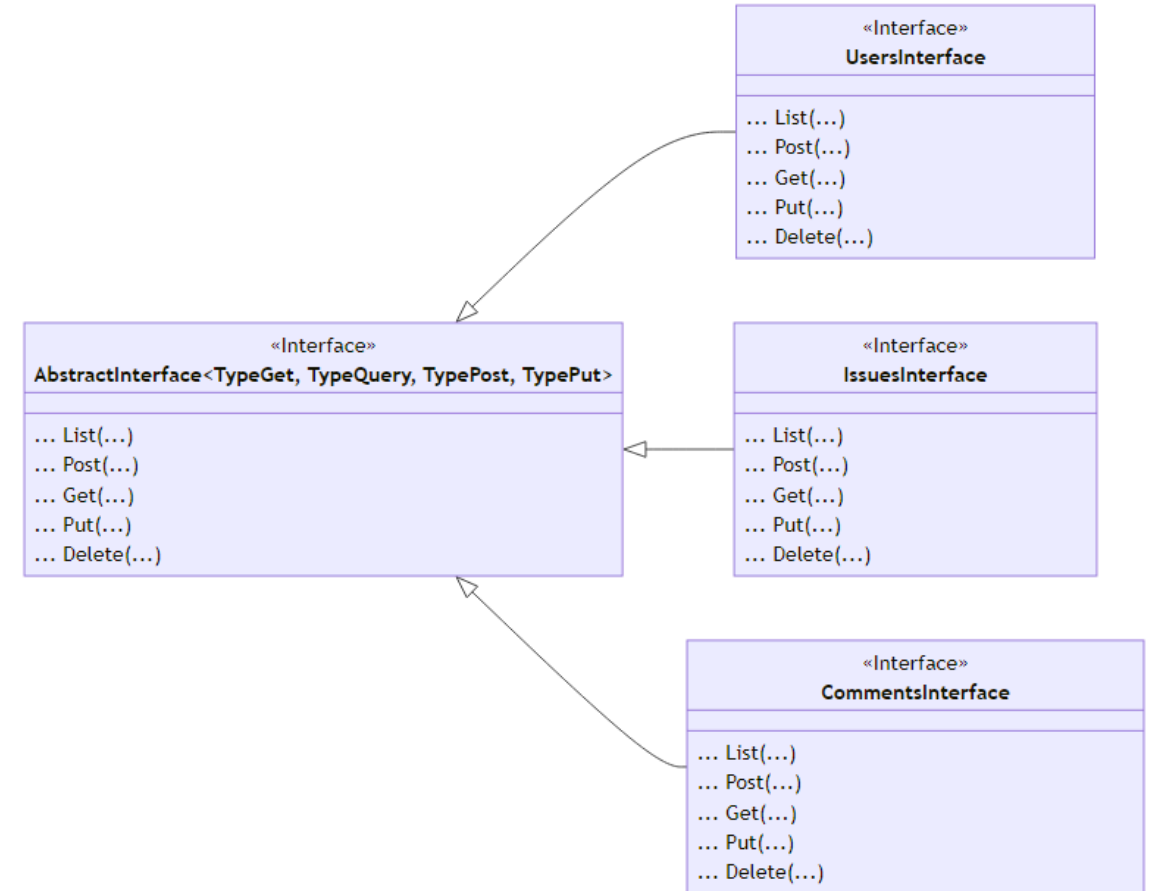 «Interface»
UsersInterface
... List(...)
... Post(...)
... Get(...)
... Put(...)
... Delete(...)
«Interface»
AbstractInterface<TypeGet, TypeQuery, TypePost, TypePut>
... List(...)
... Post(...)
... Get(...)
... Put(...)
... Delete(...)
«Interface»
IssuesInterface
... List(...)
... Post(...)
... Get(...)
... Put(...)
... Delete(...)
«Interface»
CommentsInterface
... List(...)
... Post(...)
... Get(...)
... Put(...)
... Delete(...)